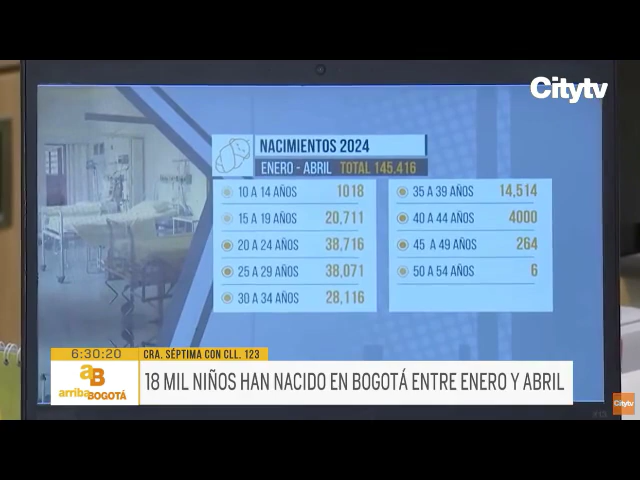 Citytv
NACIMIENTOS 2024
ENERO - ABRIL TOTAL 145,416
10 A 14 AÑOS 1018
15 A 19 AÑOS 20,711
20 A 24 AÑOS 38,716
25 A 29 AÑOS 38,071
30 A 34 AÑOS 28,116
35 A 39 AÑOS 14,514
40 A 44 AÑOS 4000
45 A 49 AÑOS 264
50 A 54 AÑOS 6
6:30:20 CRA. SÉPTIMA CON CLL. 123
aB
arriba BOGOTÁ
18 MIL NIÑOS HAN NACIDO EN BOGOTÁ ENTRE ENERO Y ABRIL
Citytv